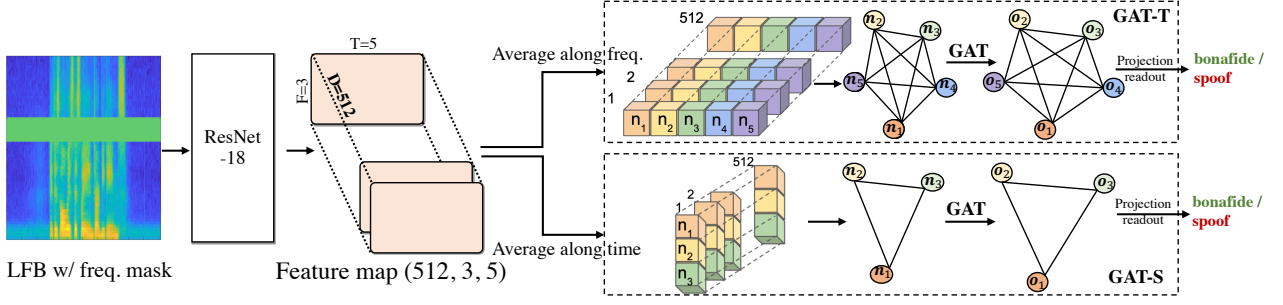 LFB w/ freq. mask
ResNet
-18
T=5
F=3
D=512
Feature map (512, 3, 5)
Average along freq.
Average along time
512
2
1
n1 n2 n3 n4 n5
n2
n3
n5
n4
n1
GAT
o2
o3
o5
o4
o1
GAT-T
Projection
readout
bonafide /
spoof
512
2
1
n1
n2
n3
n2
n3
n1
GAT
o2
o3
o1
Projection
readout
GAT-S
bonafide /
spoof